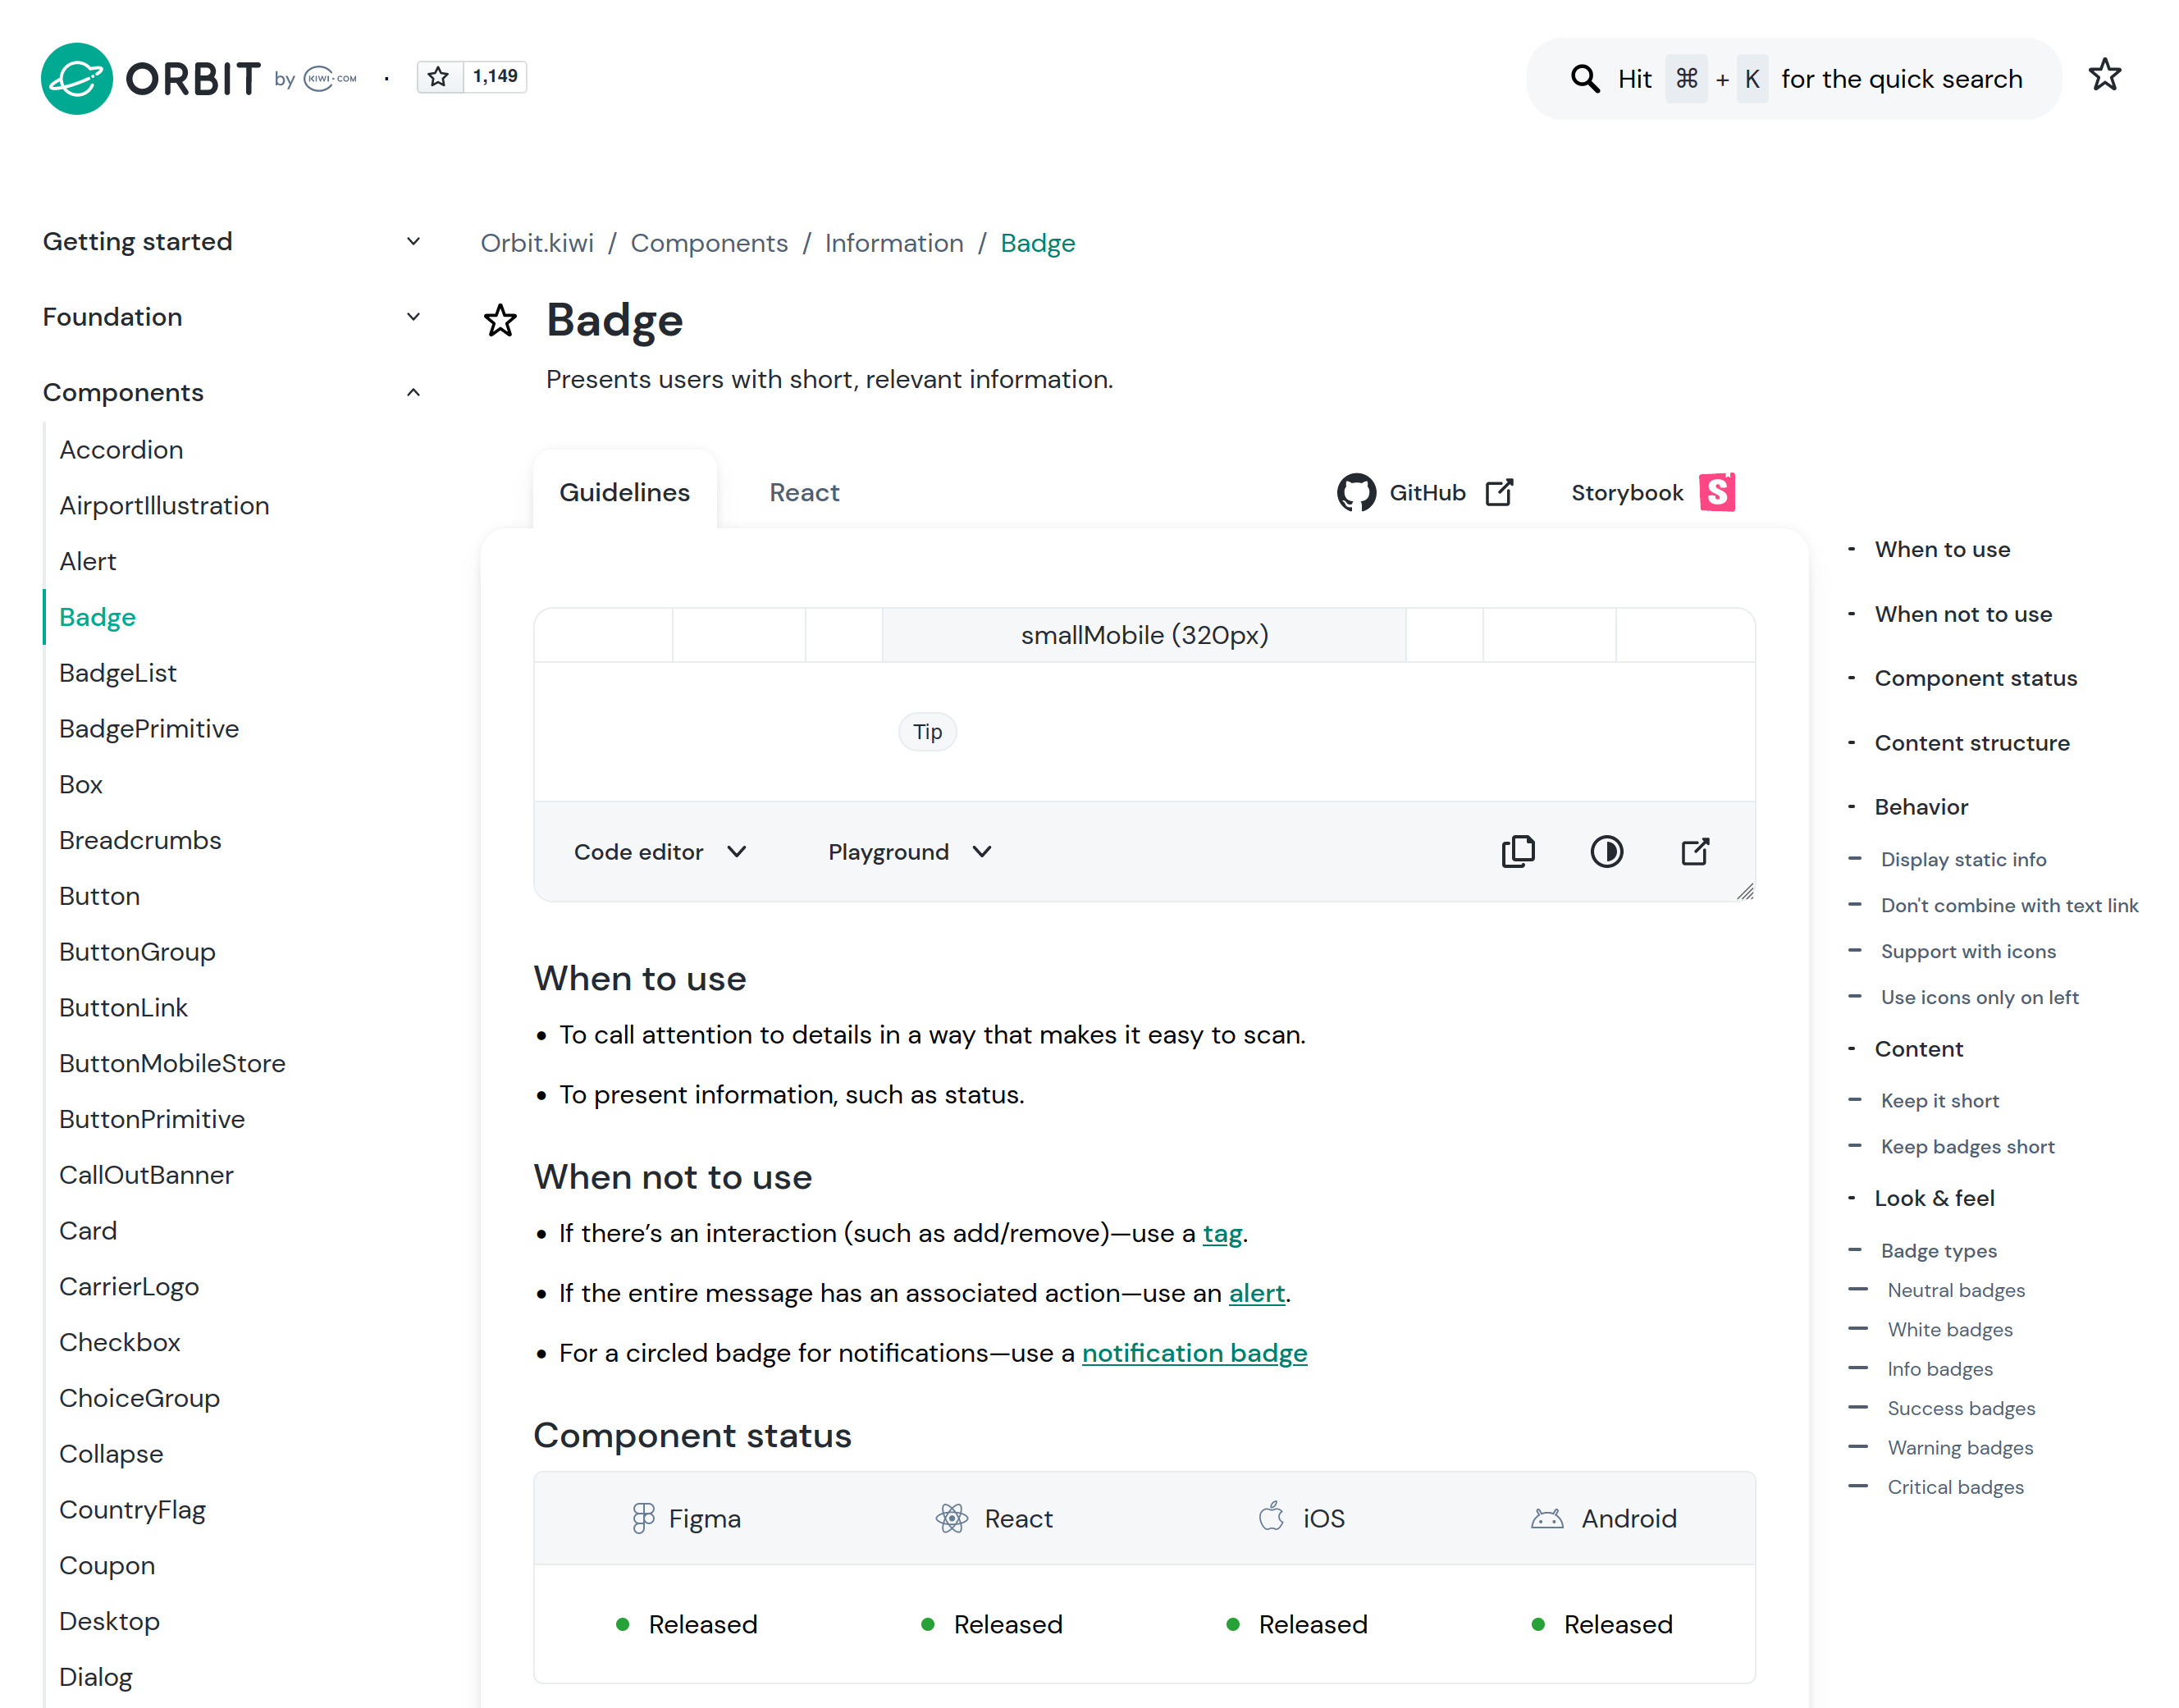 ORBIT by KIWI.COM · 1,149
Hit ⌘ + K for the quick search
Getting started
Foundation
Components
Accordion
AirportIllustration
Alert
Badge
BadgeList
BadgePrimitive
Box
Breadcrumbs
Button
ButtonGroup
ButtonLink
ButtonMobileStore
ButtonPrimitive
CallOutBanner
Card
CarrierLogo
Checkbox
ChoiceGroup
Collapse
CountryFlag
Coupon
Desktop
Dialog
Orbit.kiwi / Components / Information / Badge
Badge
Presents users with short, relevant information.
Guidelines React GitHub Storybook
smallMobile (320px)
Tip
Code editor Playground
When to use
• To call attention to details in a way that makes it easy to scan.
• To present information, such as status.
When not to use
• If there’s an interaction (such as add/remove)—use a tag.
• If the entire message has an associated action—use an alert.
• For a circled badge for notifications—use a notification badge
Component status
Figma React iOS Android
Released Released Released Released
- When to use
- When not to use
- Component status
- Content structure
- Behavior
– Display static info
– Don't combine with text link
– Support with icons
– Use icons only on left
- Content
– Keep it short
– Keep badges short
- Look & feel
– Badge types
— Neutral badges
— White badges
— Info badges
— Success badges
— Warning badges
— Critical badges